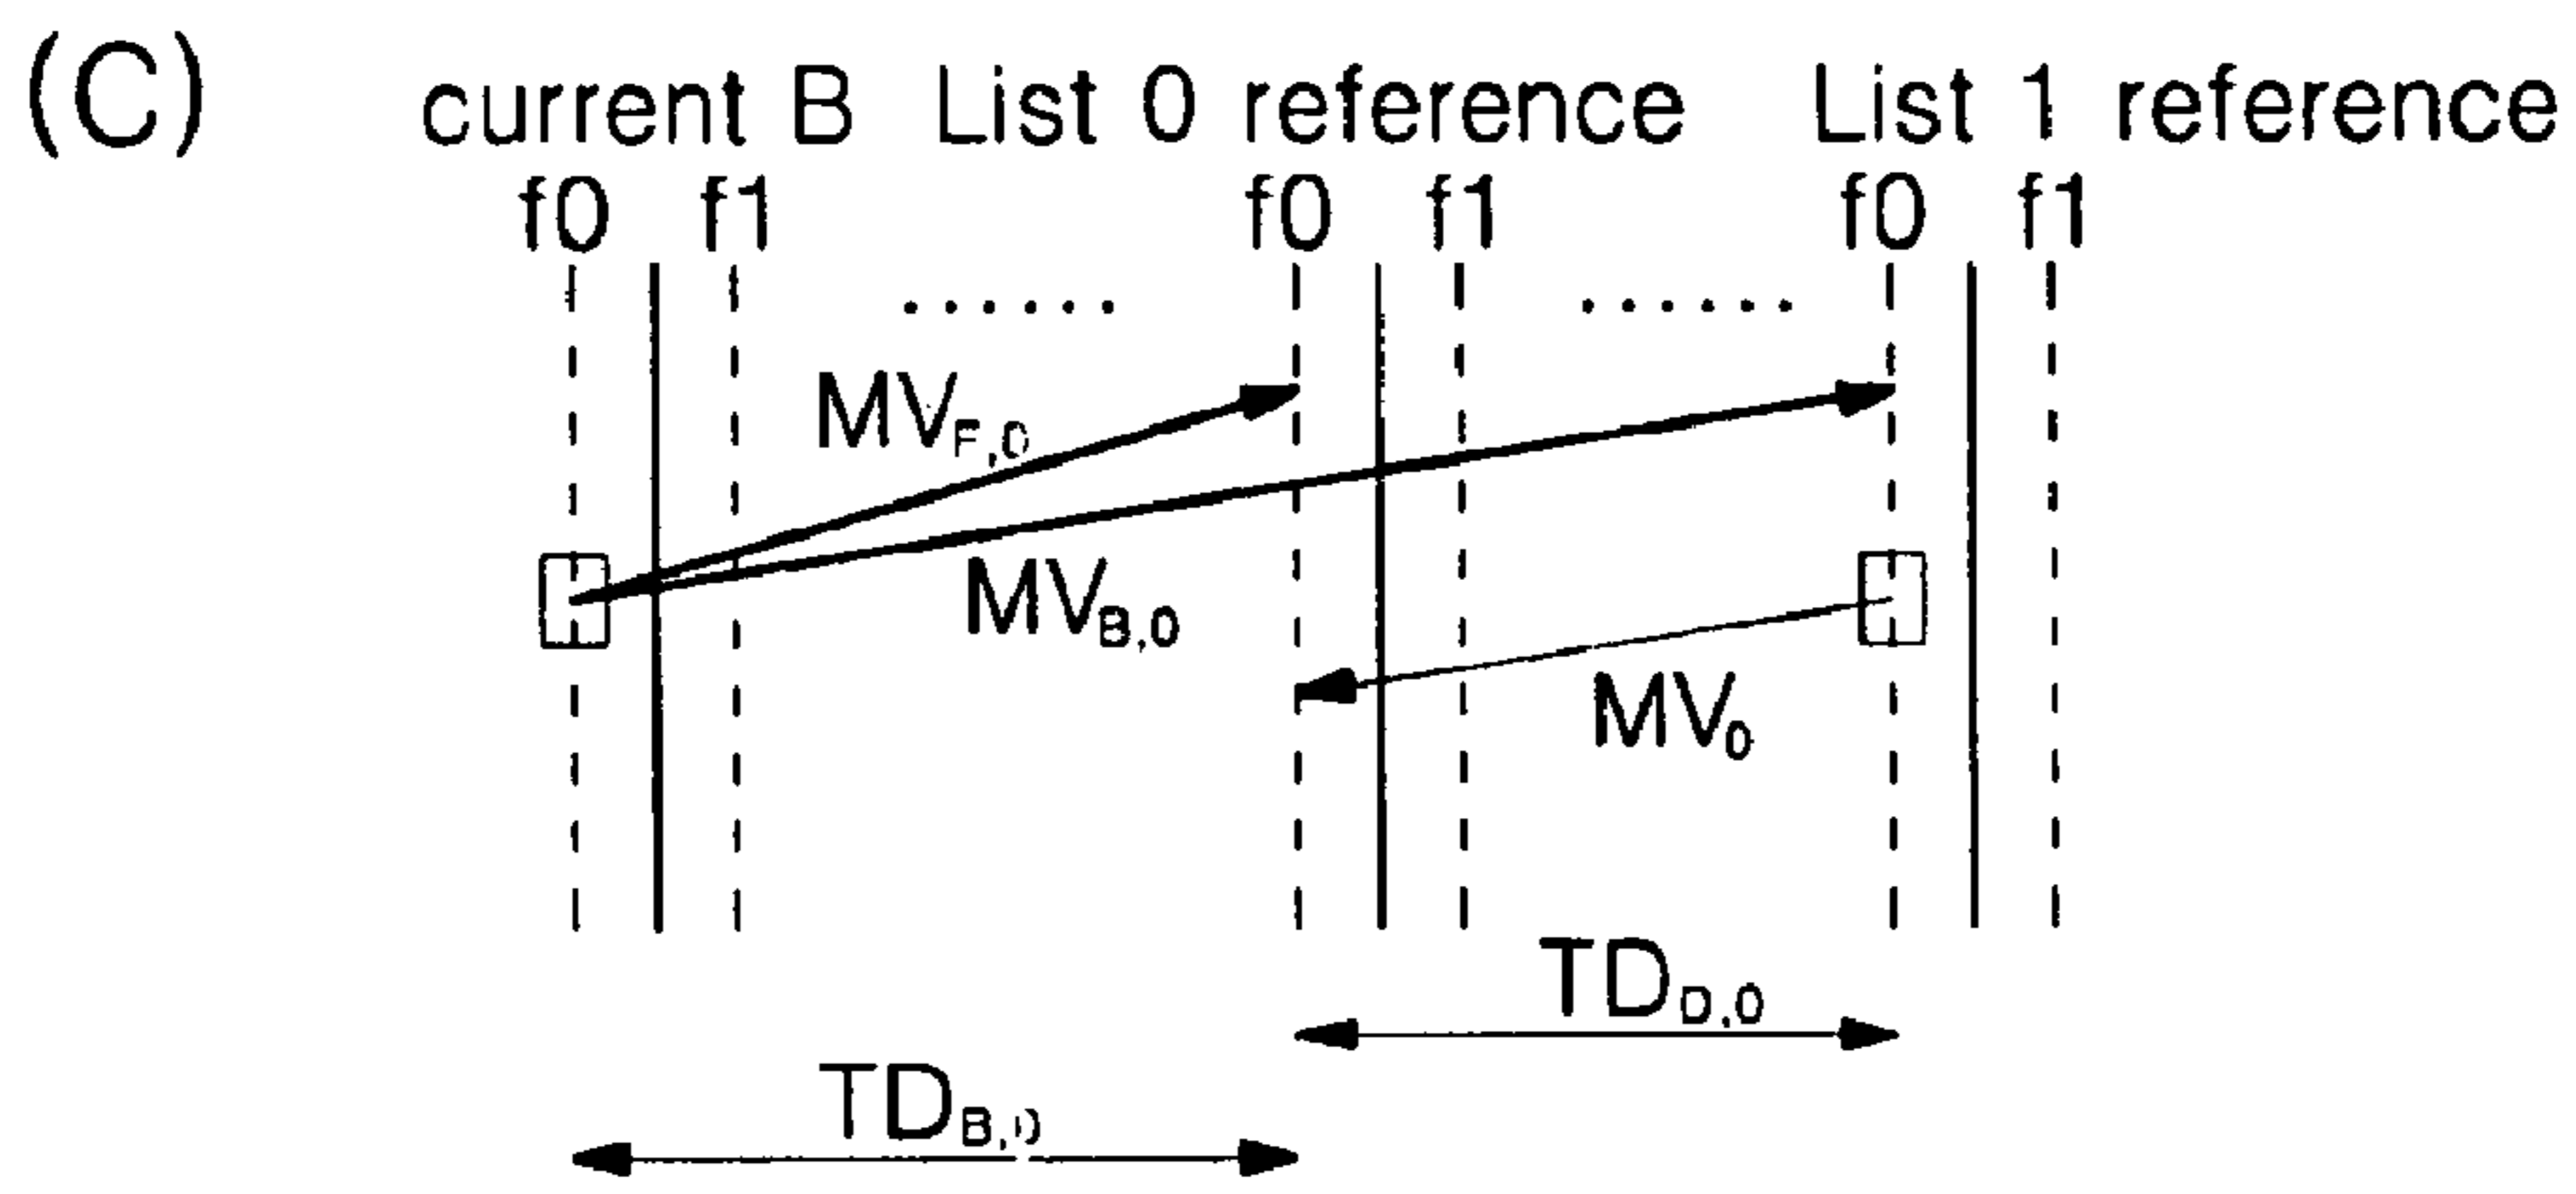 (C)
current B List 0 reference List 1 reference
f0 f1 f0 f1 f0 f1
......  ......
MVF,0
MVB,0
MV0
TDD,0
TDB,0